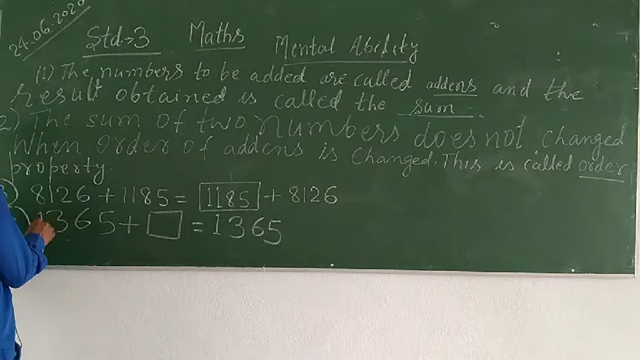 24.06.2020
Std→3 Maths Mental Ability
(1) The numbers to be added are called addens and the
result obtained is called the sum.
2) The sum of two numbers does not changed
when order of addens is changed. This is called order
property.
) 8126 + 1185 = 1185 + 8126
) 1365 + = 1365